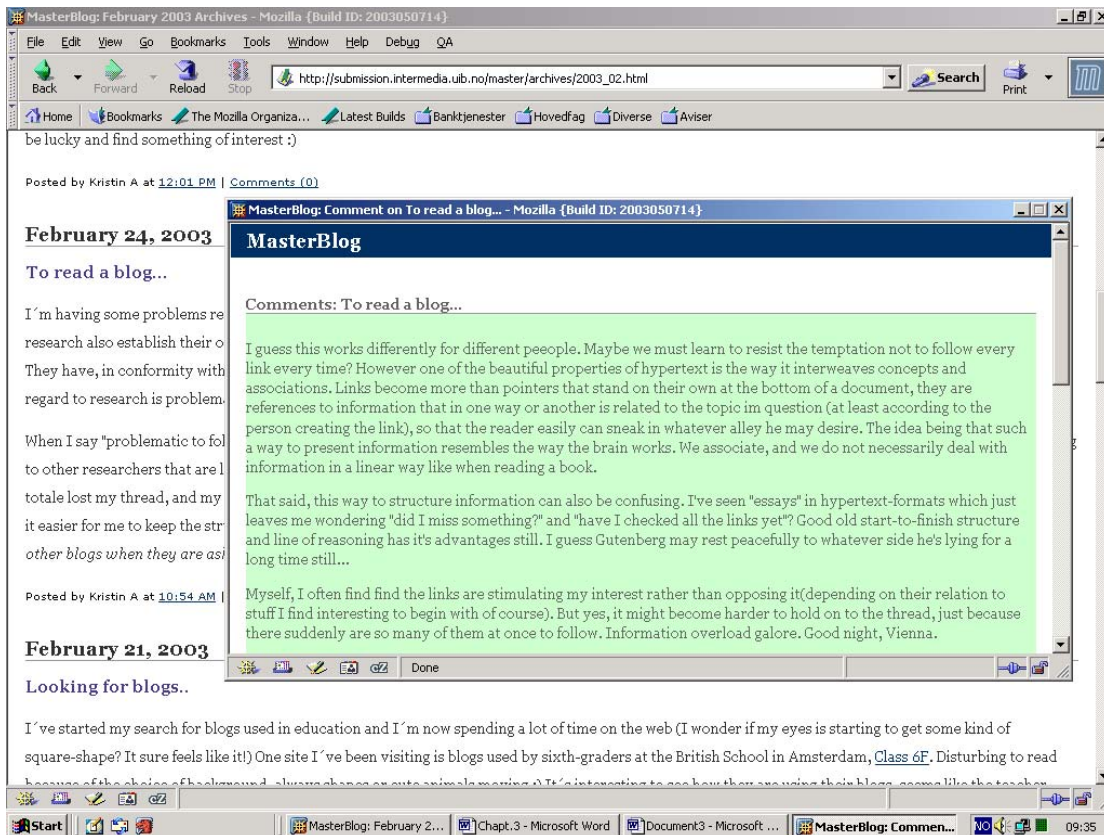 MasterBlog: February 2003 Archives - Mozilla {Build ID: 2003050714}
File Edit View Go Bookmarks Tools Window Help Debug QA
Back Forward Reload Stop http://submission.intermedia.uib.no/master/archives/2003_02.html Search Print
Home Bookmarks The Mozilla Organiza... Latest Builds Banktjenester Hovedfag Diverse Aviser
be lucky and find something of interest :)
Posted by Kristin A at 12:01 PM | Comments (0)
February 24, 2003
To read a blog...
I´m having some problems re
research also establish their o
They have, in conformity with
regard to research is problem
When I say "problematic to fol
to other researchers that are l
totale lost my thread, and my
it easier for me to keep the str
other blogs when they are asi
Posted by Kristin A at 10:54 AM |
MasterBlog: Comment on To read a blog... - Mozilla {Build ID: 2003050714}
MasterBlog
Comments: To read a blog...
I guess this works differently for different peeople. Maybe we must learn to resist the temptation not to follow every
link every time? However one of the beautiful properties of hypertext is the way it interweaves concepts and
associations. Links become more than pointers that stand on their own at the bottom of a document, they are
references to information that in one way or another is related to the topic im question (at least according to the
person creating the link), so that the reader easily can sneak in whatever alley he may desire. The idea being that such
a way to present information resembles the way the brain works. We associate, and we do not necessarily deal with
information in a linear way like when reading a book.
That said, this way to structure information can also be confusing. I've seen "essays" in hypertext-formats which just
leaves me wondering "did I miss something?" and "have I checked all the links yet"? Good old start-to-finish structure
and line of reasoning has it's advantages still. I guess Gutenberg may rest peacefully to whatever side he's lying for a
long time still...
Myself, I often find find the links are stimulating my interest rather than opposing it(depending on their relation to
stuff I find interesting to begin with of course). But yes, it might become harder to hold on to the thread, just because
there suddenly are so many of them at once to follow. Information overload galore. Good night, Vienna.
Done
February 21, 2003
Looking for blogs..
I´ve started my search for blogs used in education and I´m now spending a lot of time on the web (I wonder if my eyes is starting to get some kind of
square-shape? It sure feels like it!) One site I´ve been visiting is blogs used by sixth-graders at the British School in Amsterdam, Class 6F. Disturbing to read
Start MasterBlog: February 2... Chapt.3 - Microsoft Word Document3 - Microsoft ... MasterBlog: Commen... NO 09:35